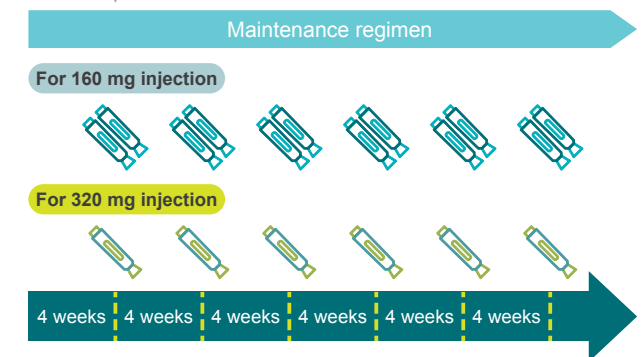 Maintenance regimen
For 160 mg injection
For 320 mg injection
4 weeks 4 weeks 4 weeks 4 weeks 4 weeks 4 weeks